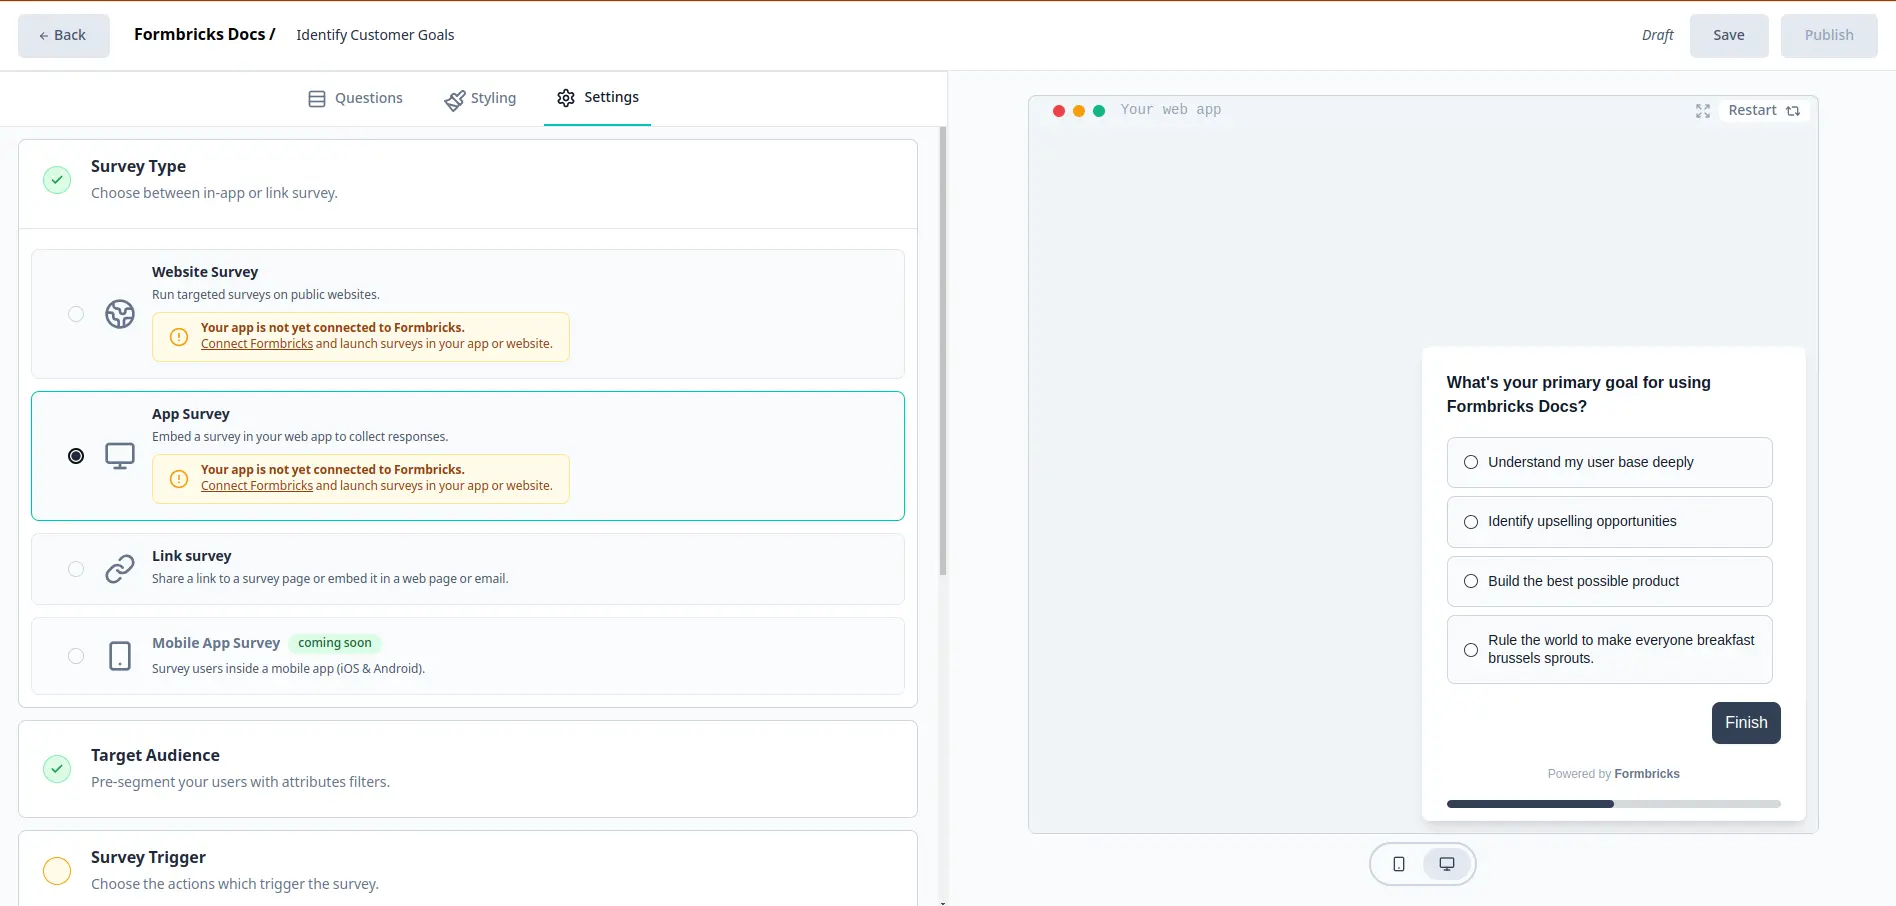 ← Back
Formbricks Docs /
Identify Customer Goals
Draft
Save
Publish
Questions
Styling
Settings
Survey Type
Choose between in-app or link survey.
Website Survey
Run targeted surveys on public websites.
Your app is not yet connected to Formbricks.
Connect Formbricks and launch surveys in your app or website.
App Survey
Embed a survey in your web app to collect responses.
Your app is not yet connected to Formbricks.
Connect Formbricks and launch surveys in your app or website.
Link survey
Share a link to a survey page or embed it in a web page or email.
Mobile App Survey coming soon
Survey users inside a mobile app (iOS & Android).
Target Audience
Pre-segment your users with attributes filters.
Survey Trigger
Choose the actions which trigger the survey.
Your web app
Restart
What's your primary goal for using
Formbricks Docs?
Understand my user base deeply
Identify upselling opportunities
Build the best possible product
Rule the world to make everyone breakfast
brussels sprouts.
Finish
Powered by Formbricks